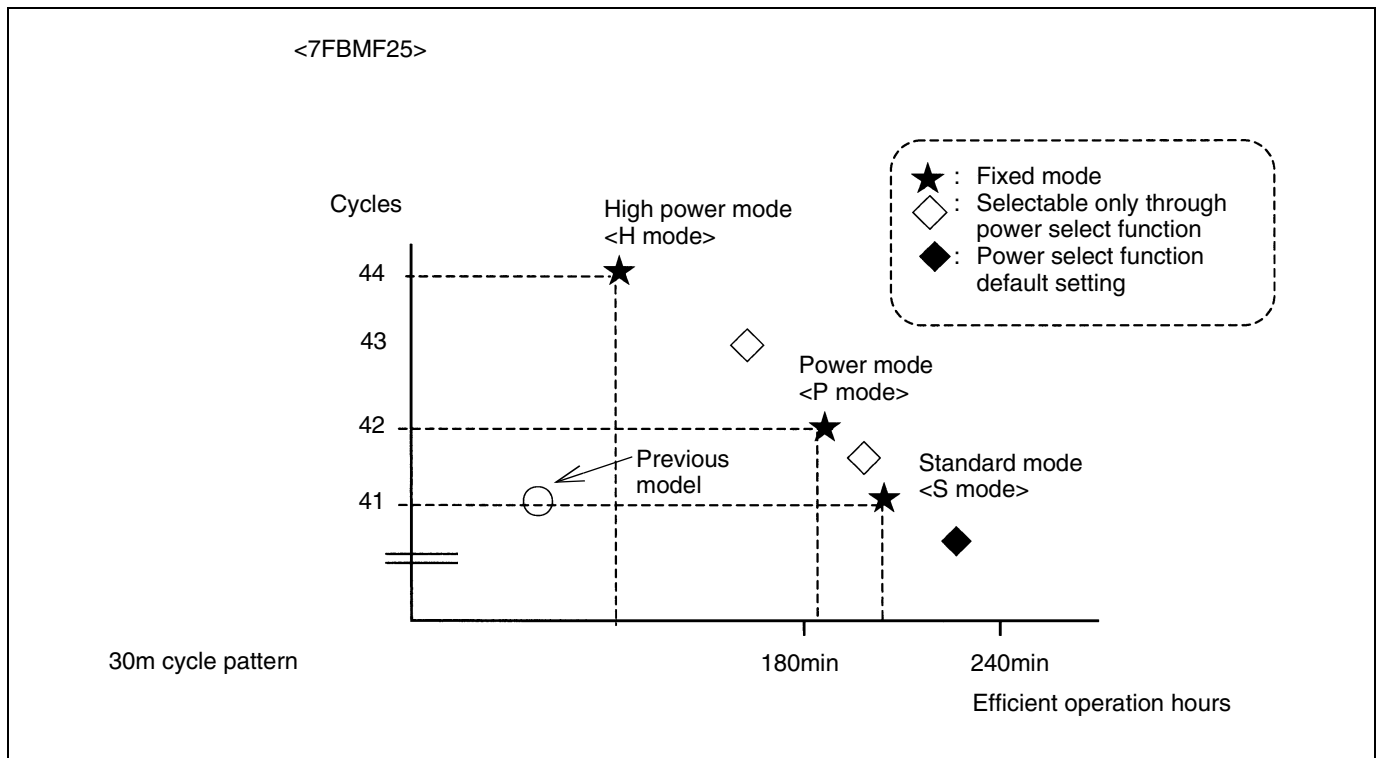 <7FBMF25>
★ : Fixed mode
◇ : Selectable only through
power select function
◆ : Power select function
default setting
Cycles
High power mode
<H mode>
44
43
Power mode
<P mode>
42
Previous
model
Standard mode
<S mode>
41
30m cycle pattern
180min
240min
Efficient operation hours